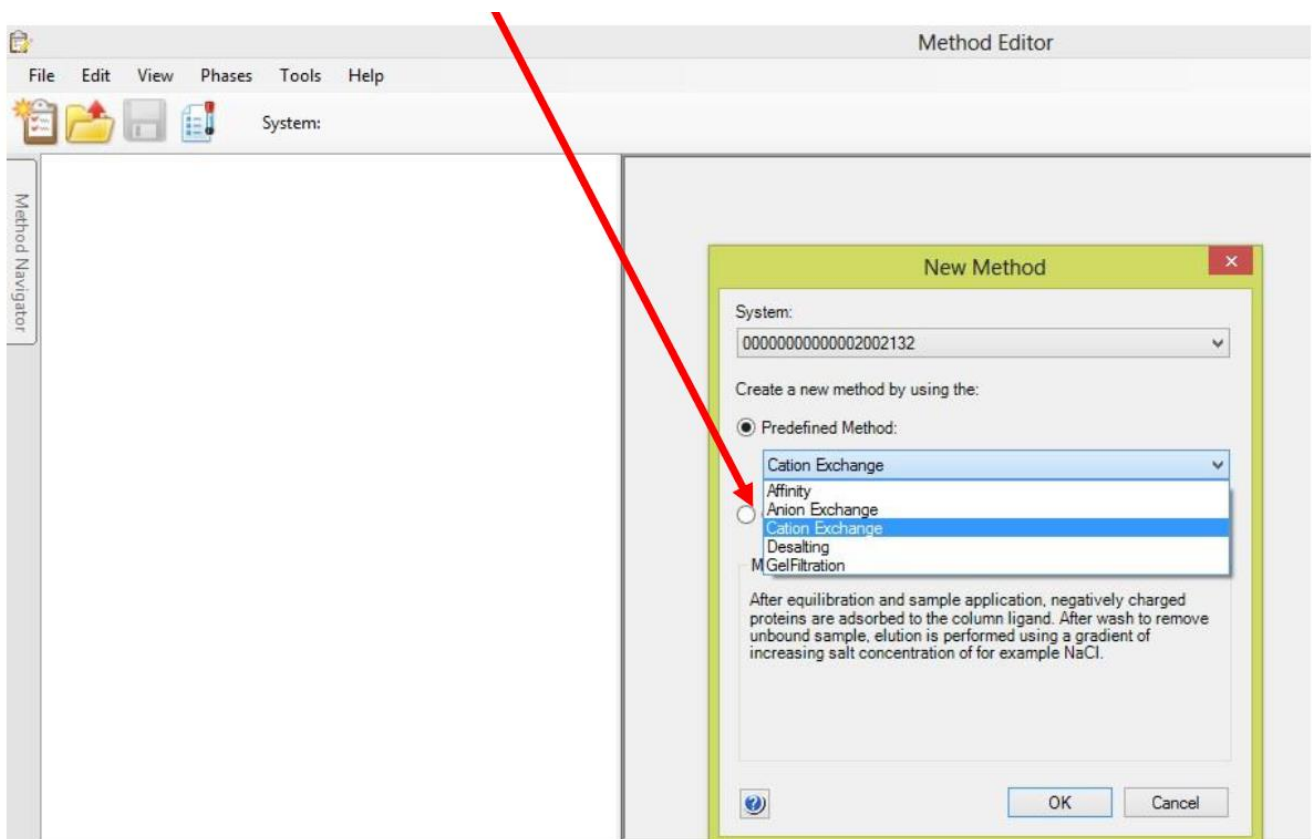 Method Editor
File Edit View Phases Tools Help
System:
Method Navigator
New Method
×
System:
00000000000002002132
Create a new method by using the:
Predefined Method:
Cation Exchange
Affinity
Anion Exchange
Cation Exchange
Desalting
GelFiltration
After equilibration and sample application, negatively charged
proteins are adsorbed to the column ligand. After wash to remove
unbound sample, elution is performed using a gradient of
increasing salt concentration of for example NaCl.
OK Cancel